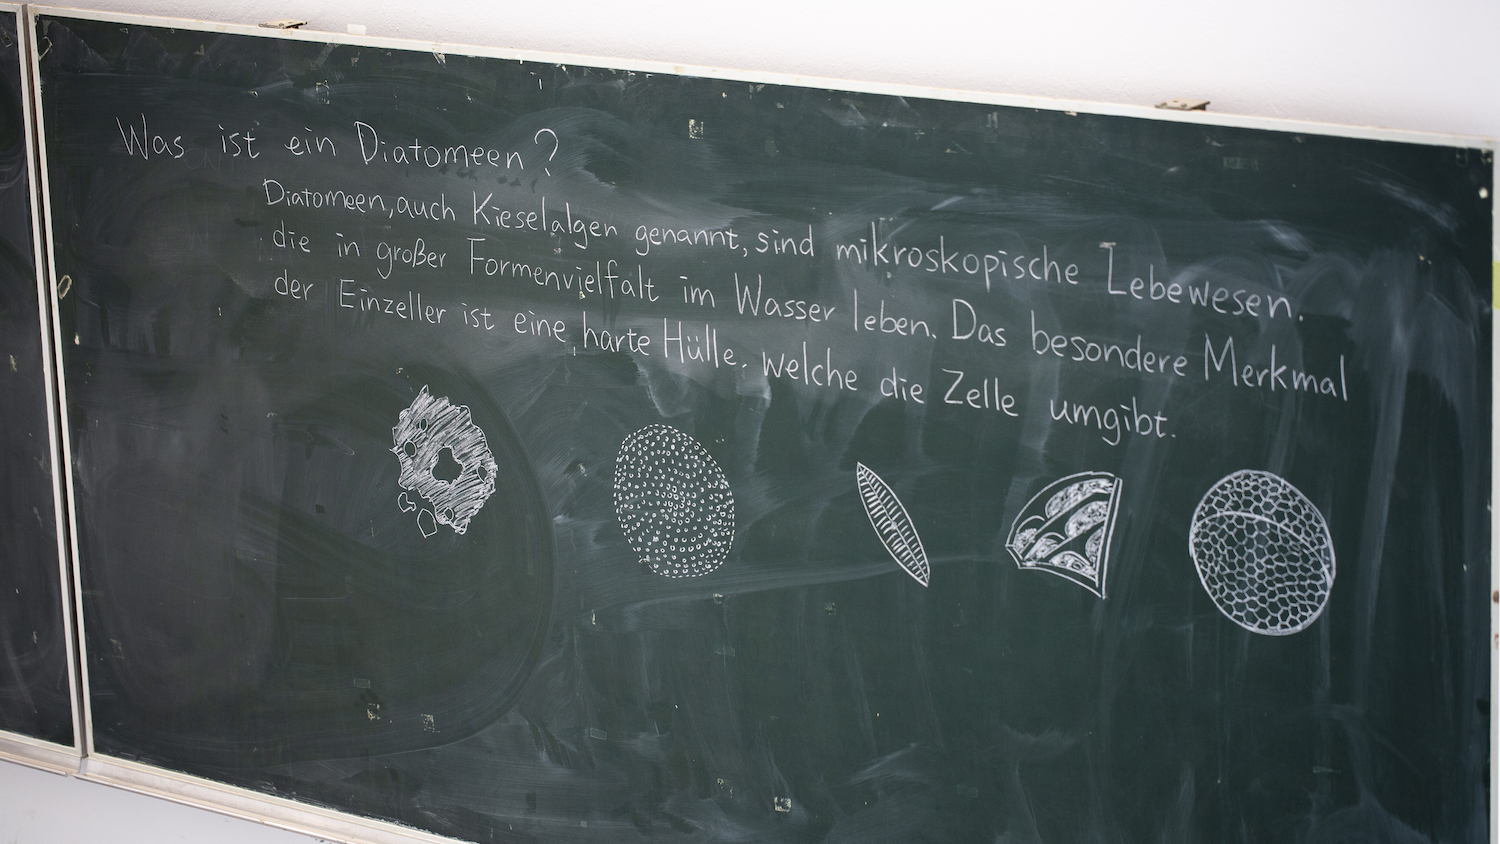 Was ist ein Diatomeen?
Diatomeen, auch Kieselalgen genannt, sind mikroskopische Lebewesen.
die in großer Formenvielfalt im Wasser leben. Das besondere Merkmal
der Einzeller ist eine harte Hülle. welche die Zelle umgibt.